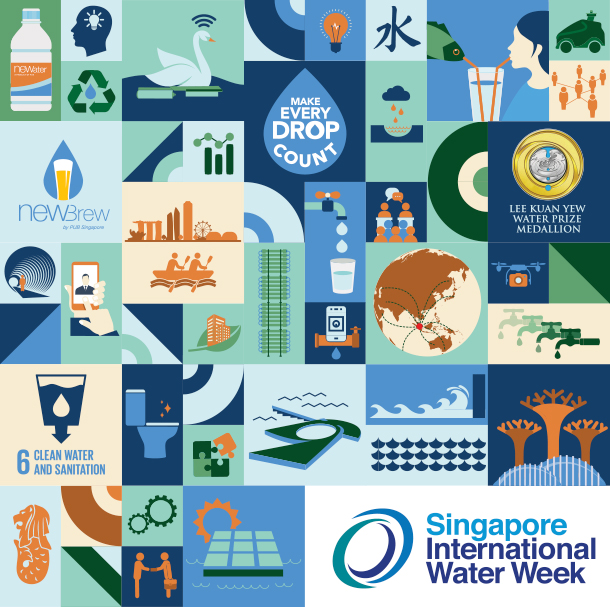 newater
水
MAKE
EVERY
DROP
COUNT
newBrew
by PUB Singapore
LEE KUAN YEW
WATER PRIZE
MEDALLION
6 CLEAN WATER
AND SANITATION
Singapore
International
Water Week